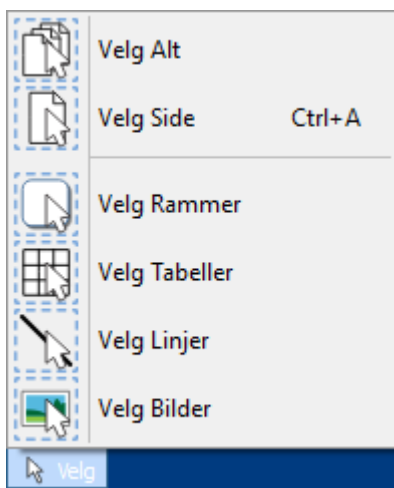 Velg Alt
Velg Side Ctrl+A
Velg Rammer
Velg Tabeller
Velg Linjer
Velg Bilder
Velg